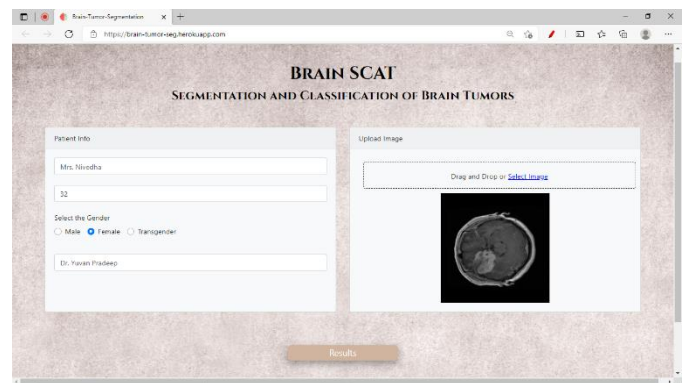 Brain-Tumor-Segmentation
https://brain-tumor-seg.herokuapp.com
BRAIN SCAT
SEGMENTATION AND CLASSIFICATION OF BRAIN TUMORS
Patient Info
Mrs. Nivedha
32
Select the Gender
Male Female Transgender
Dr. Yuvan Pradeep
Upload Image
Drag and Drop or Select Image
Results